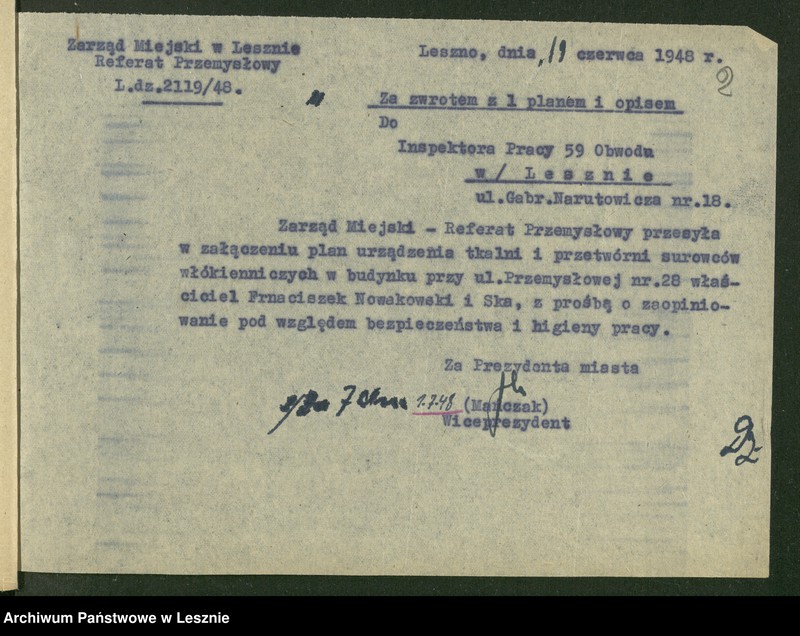 Zarząd Miejski w Lesznie
Referat Przemysłowy
L.dz.2119/48.
Leszno, dnia, 19 czerwca 1948 r.
2
Za zwrotem z 1 planem i opisem
Do
Inspektora Pracy 59 Obwodu
w/ Lesznie
ul.Gabr.Narutowicza nr.18.
Zarząd Miejski - Referat Przemysłowy przesyła
w załączeniu plan urządzenia tkalni i przetwórni surowców
włókienniczych w budynku przy ul.Przemysłowej nr.28 właś-
ciciel Frnaciszek Nowakowski i Ska, z prośbą o zaopinio-
wanie pod względem bezpieczeństwa i higieny pracy.
Za Prezydenta miasta
1.7.48 (Mańczak)
Wiceprezydent
Archiwum Państwowe w Lesznie